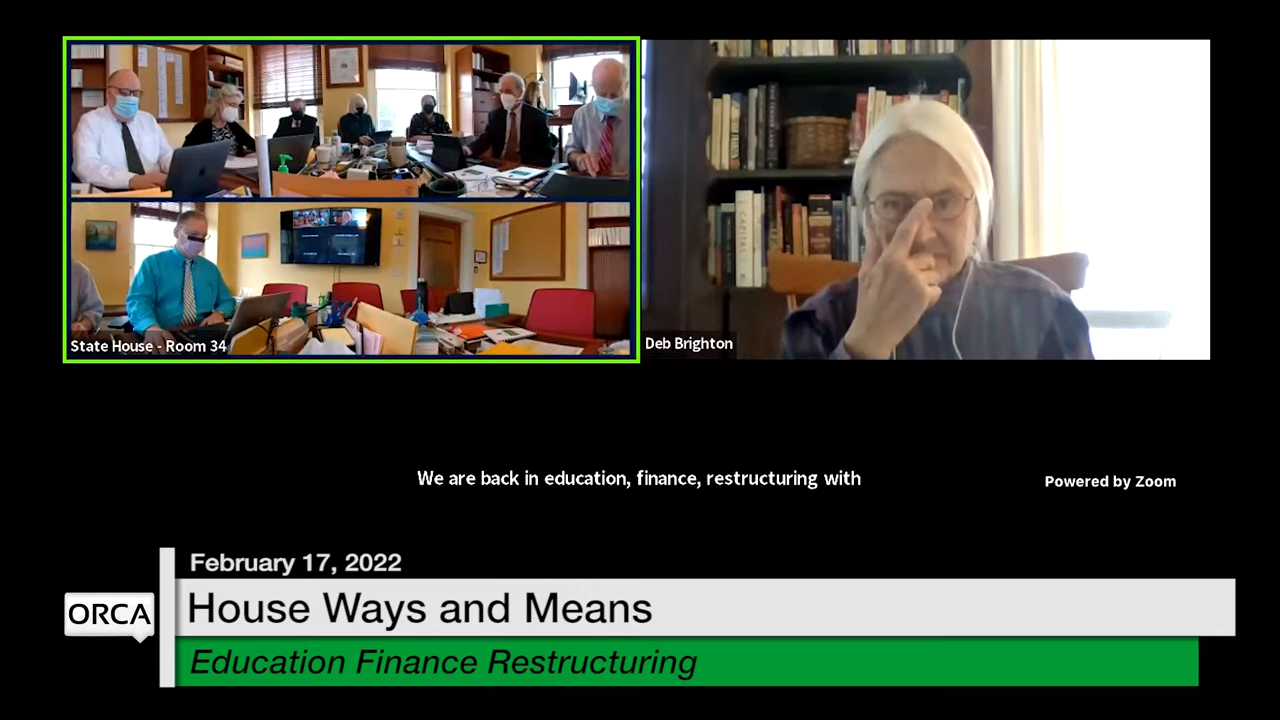 State House - Room 34
Deb Brighton
We are back in education, finance, restructuring with
Powered by Zoom
February 17, 2022
ORCA
House Ways and Means
Education Finance Restructuring